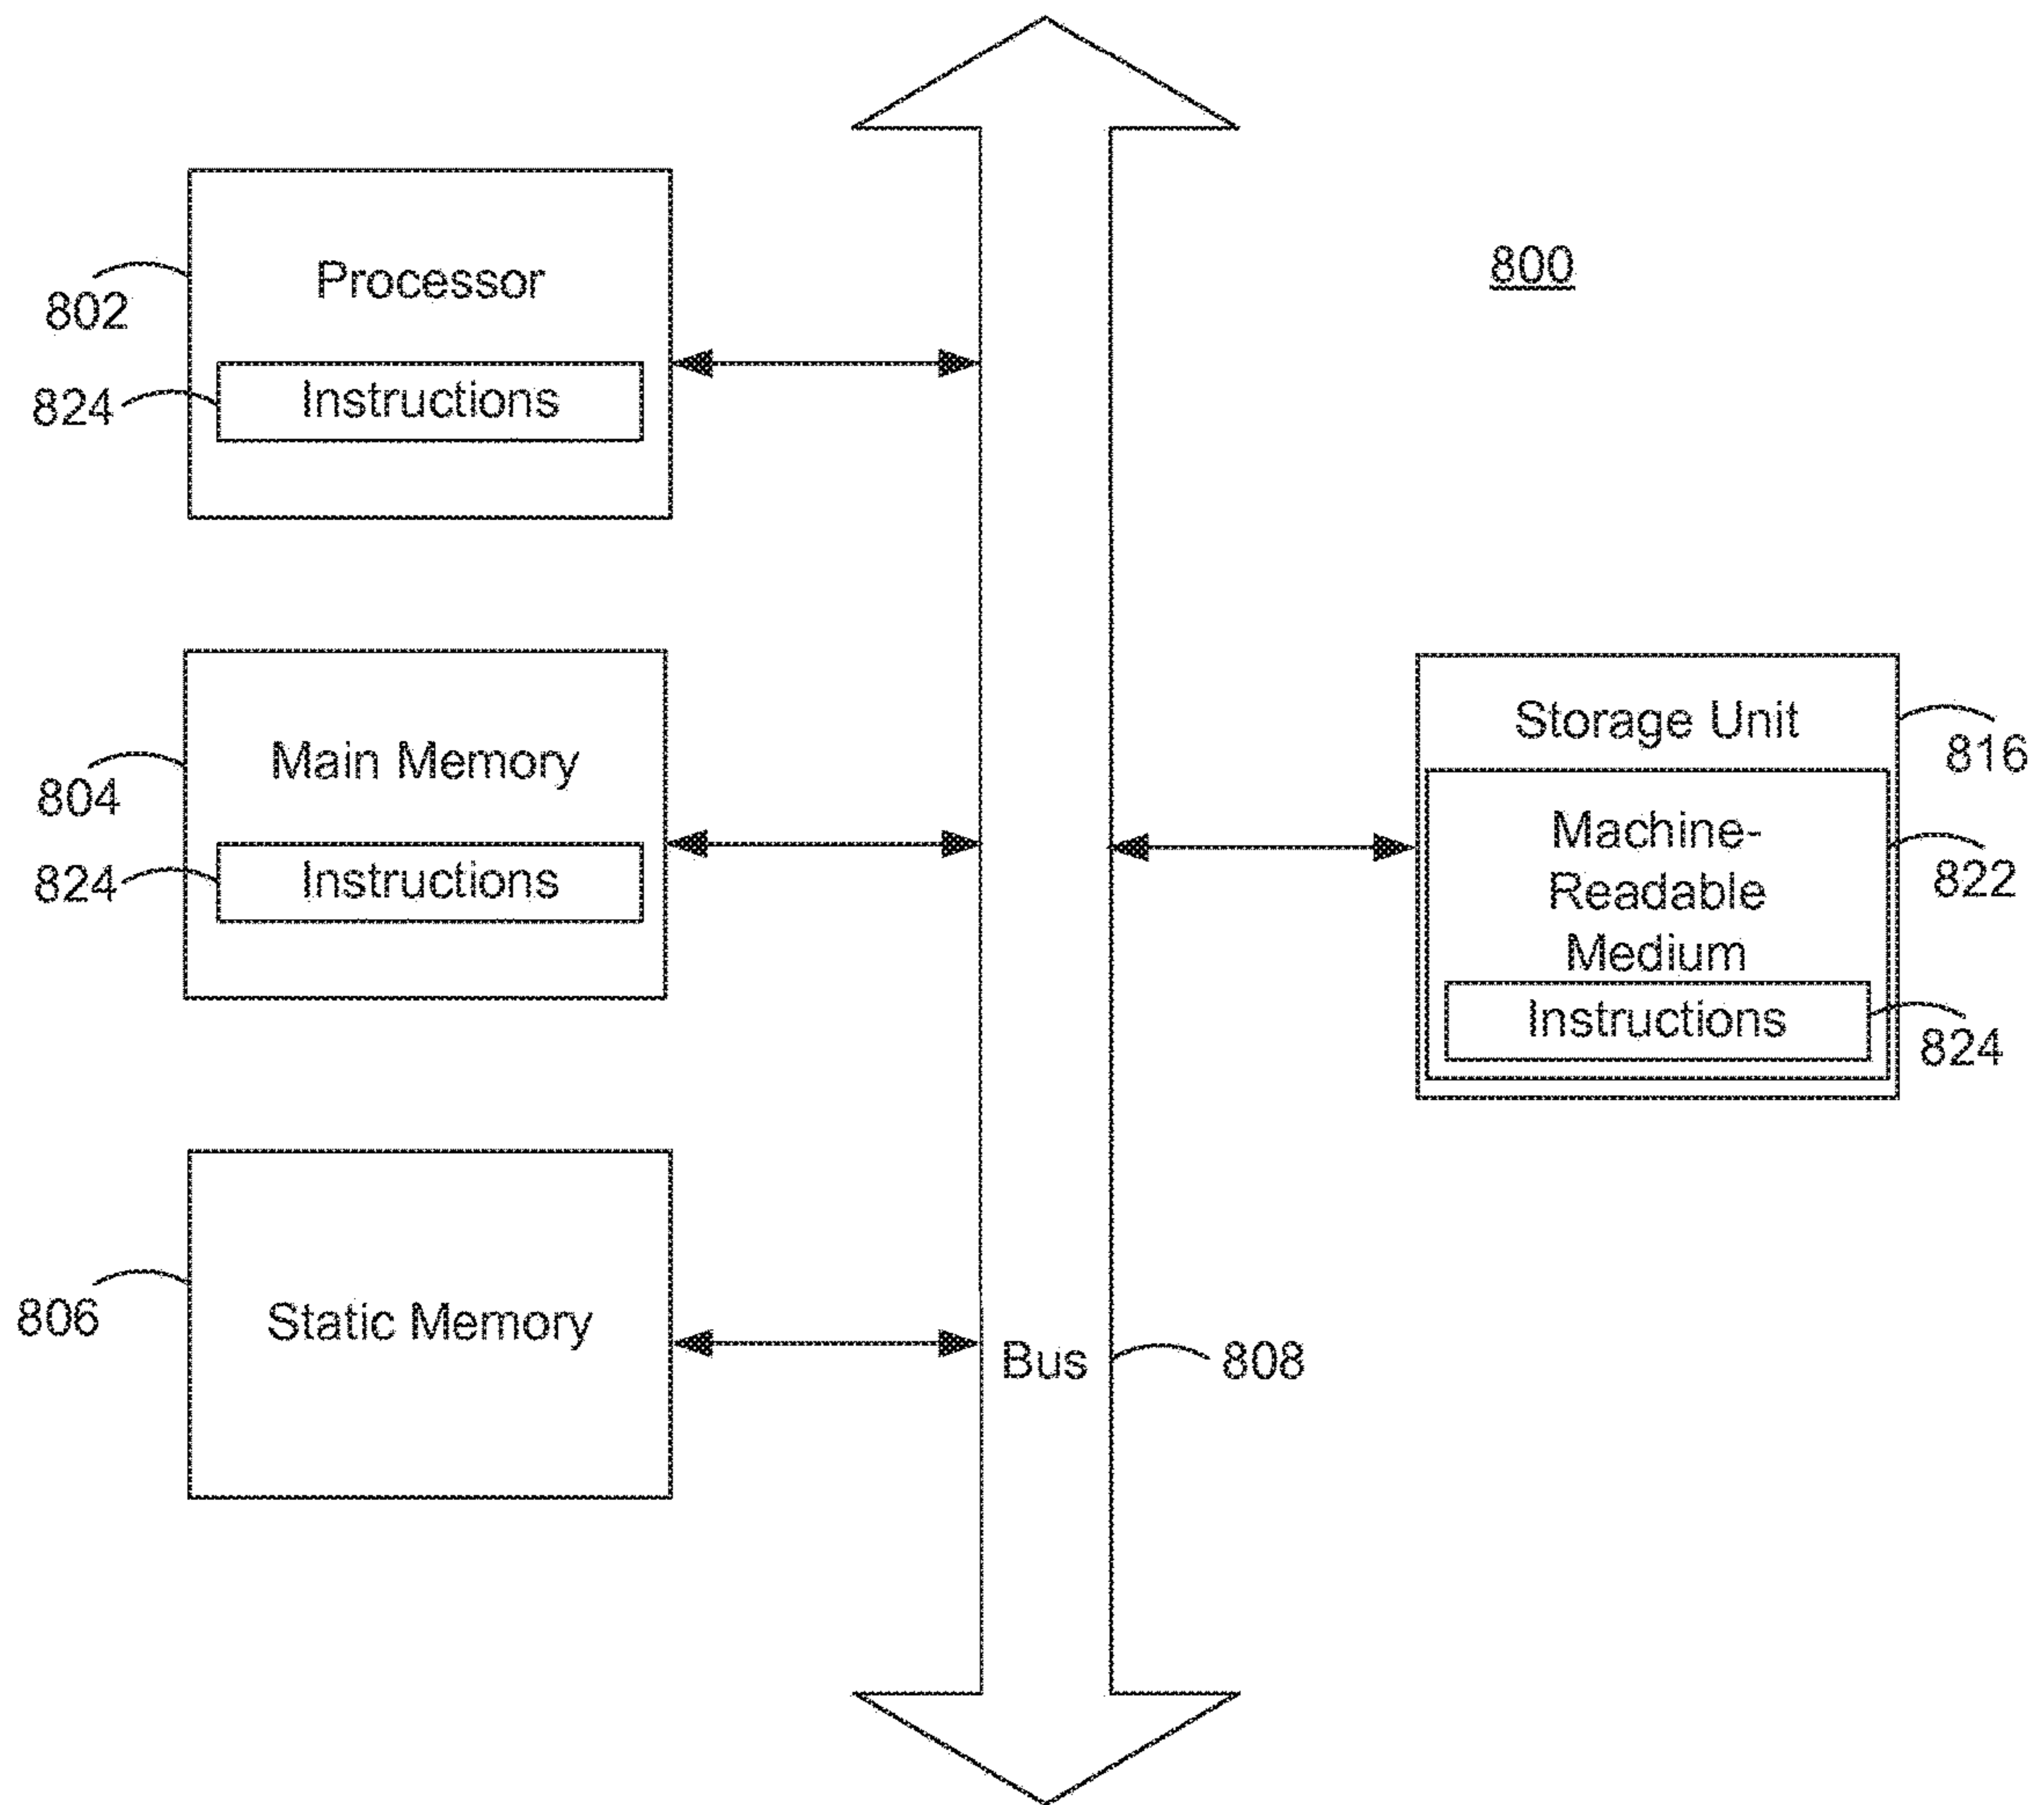 800
Processor
802
Instructions
824
Main Memory
804
Instructions
824
Storage Unit
816
Machine-
Readable
Medium
822
Instructions
824
Static Memory
806
Bus
808